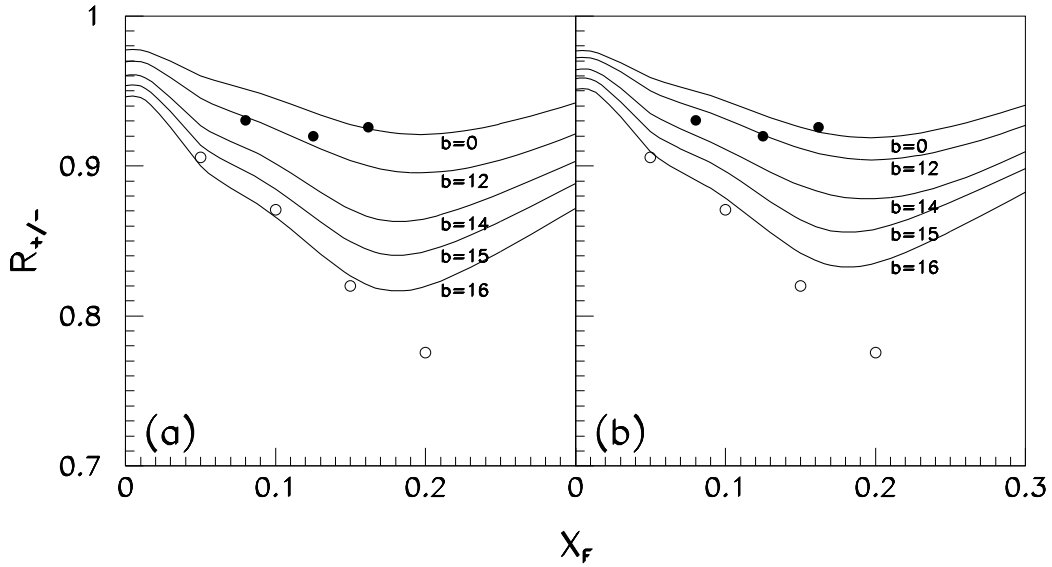 1
0.9
0.8
0.7
R+/-
b=0
b=12
b=14
b=15
b=16
(a)
b=0
b=12
b=14
b=15
b=16
(b)
0 0.1 0.2 0 0.1 0.2 0.3
XF